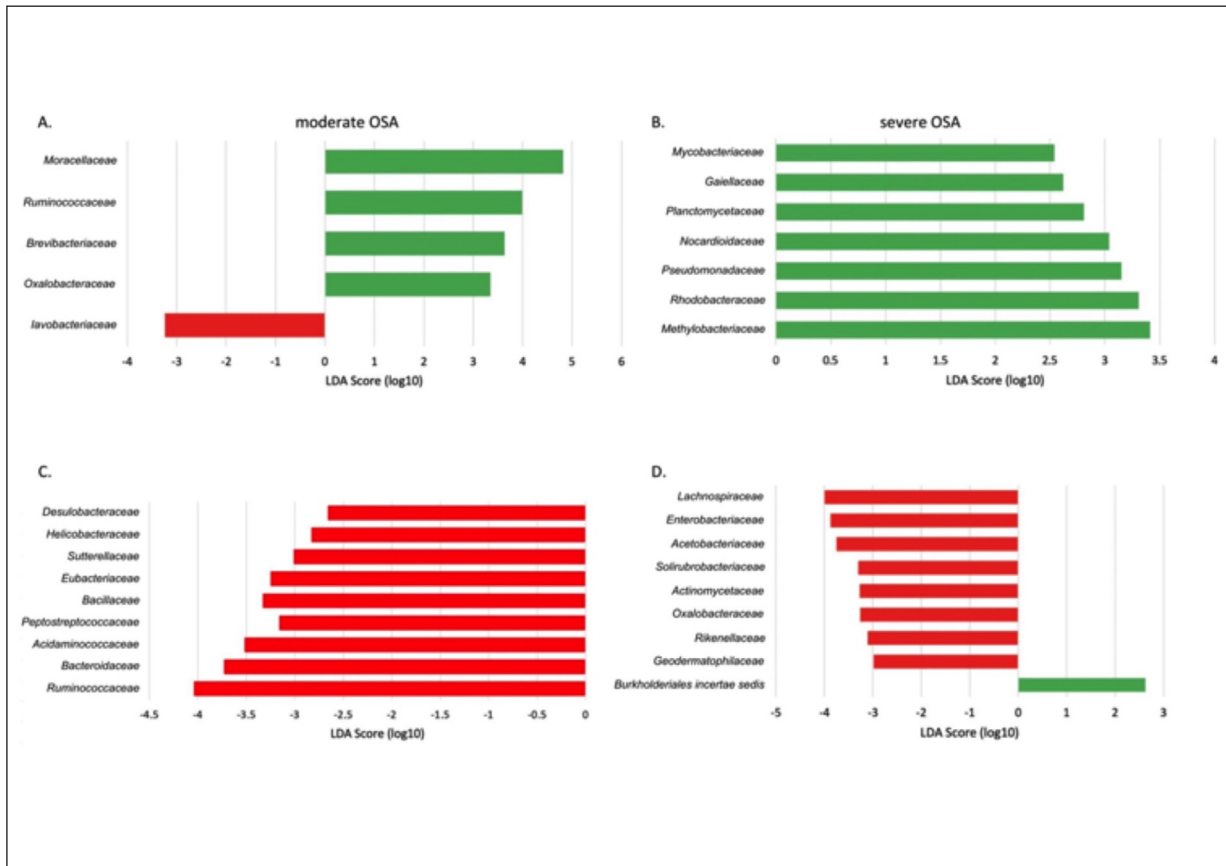 A.
moderate OSA
Moracellaceae
Ruminococcaceae
Brevibacteriaceae
Oxalobacteraceae
lavobacteriaceae
-4 -3 -2 -1 0 1 2 3 4 5 6
LDA Score (log10)
B.
severe OSA
Mycobacteriaceae
Gaiellaceae
Planctomycetaceae
Nocardioidaceae
Pseudomonadaceae
Rhodobacteraceae
Methylobacteriaceae
0 0.5 1 1.5 2 2.5 3 3.5 4
LDA Score (log10)
C.
Desulobacteraceae
Helicobacteraceae
Sutterellaceae
Eubacteriaceae
Bacillaceae
Peptostreptococcaceae
Acidaminococcaceae
Bacteroidaceae
Ruminococcaceae
-4.5 -4 -3.5 -3 -2.5 -2 -1.5 -1 -0.5 0
LDA Score (log10)
D.
Lachnospiraceae
Enterobacteriaceae
Acetobacteriaceae
Solirubrobacteriaceae
Actinomycetaceae
Oxalobacteraceae
Rikenellaceae
Geodermatophilaceae
Burkholderiales incertae sedis
-5 -4 -3 -2 -1 0 1 2 3
LDA Score (log10)